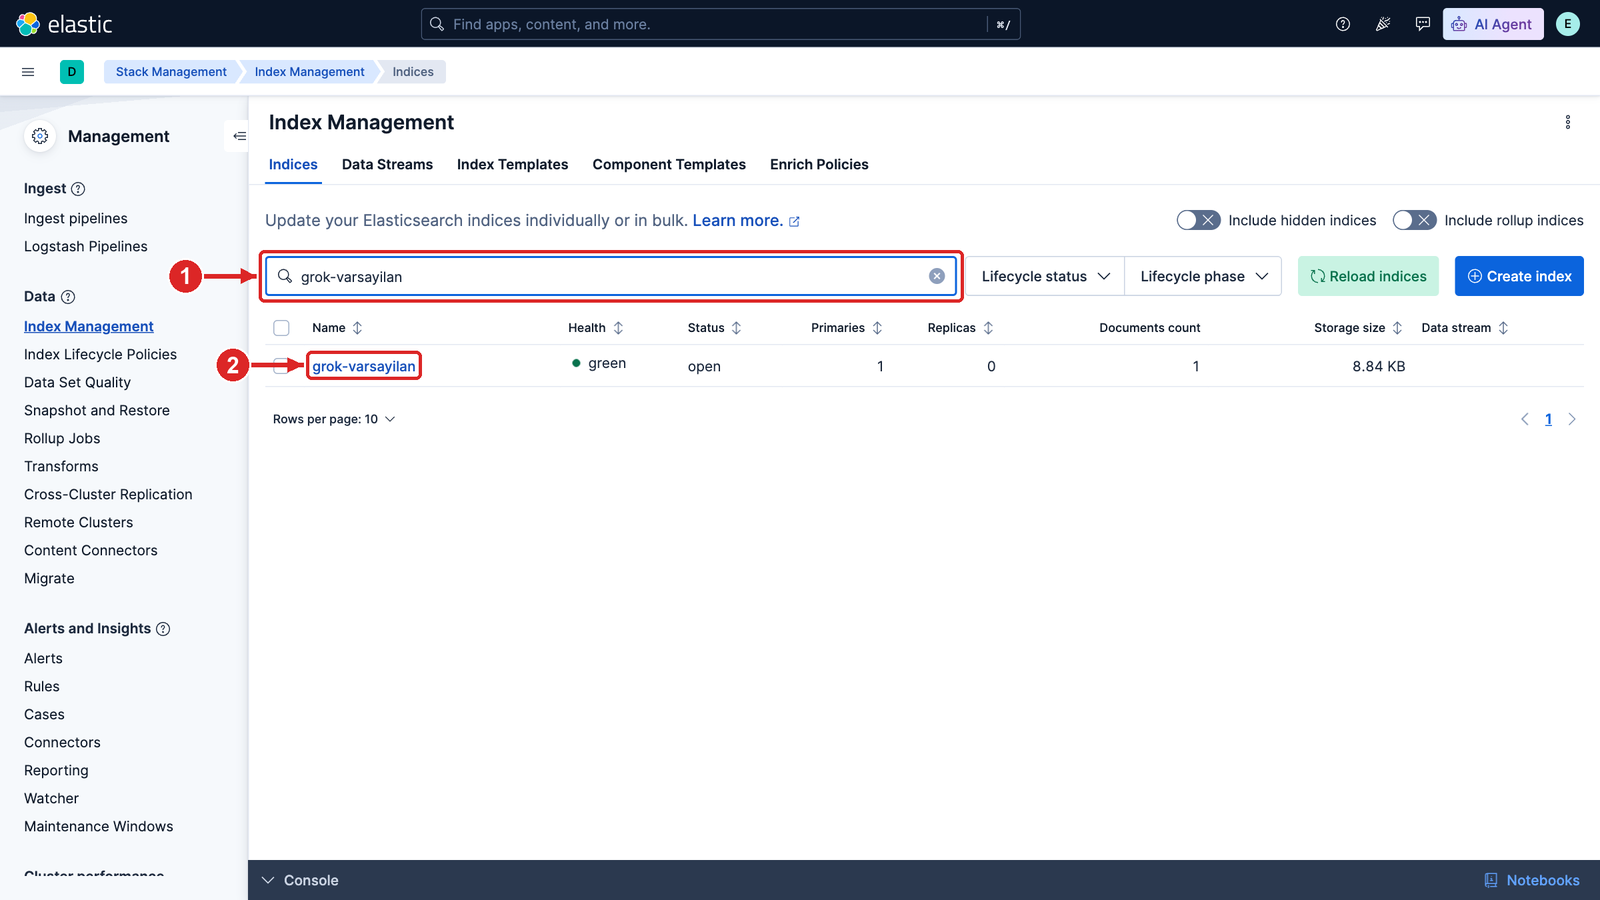 elastic
Find apps, content, and more.
⌘/
AI Agent
E
D
Stack Management
Index Management
Indices
Management
Ingest
Ingest pipelines
Logstash Pipelines
Data
Index Management
Index Lifecycle Policies
Data Set Quality
Snapshot and Restore
Rollup Jobs
Transforms
Cross-Cluster Replication
Remote Clusters
Content Connectors
Migrate
Alerts and Insights
Alerts
Rules
Cases
Connectors
Reporting
Watcher
Maintenance Windows
Cluster performance
Index Management
Indices Data Streams Index Templates Component Templates Enrich Policies
Update your Elasticsearch indices individually or in bulk. Learn more.
Include hidden indices
Include rollup indices
1
grok-varsayilan
Lifecycle status
Lifecycle phase
Reload indices
Create index
Name Health Status Primaries Replicas Documents count Storage size Data stream
2
grok-varsayilan green open 1 0 1 8.84 KB
Rows per page: 10
1
Console
Notebooks